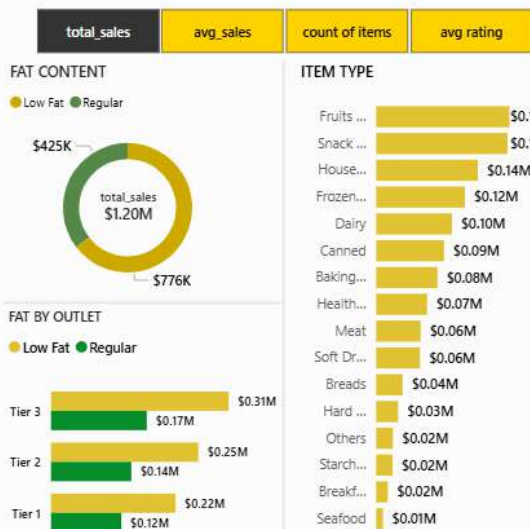 total_sales
avg_sales
count of items
avg rating
FAT CONTENT
Low Fat Regular
$425K
total_sales
$1.20M
$776K
FAT BY OUTLET
Low Fat Regular
Tier 3
$0.31M
$0.17M
Tier 2
$0.25M
$0.14M
Tier 1
$0.22M
$0.12M
ITEM TYPE
Fruits ...
Snack ...
House... $0.14M
Frozen... $0.12M
Dairy $0.10M
Canned $0.09M
Baking... $0.08M
Health... $0.07M
Meat $0.06M
Soft Dr... $0.06M
Breads $0.04M
Hard ... $0.03M
Others $0.02M
Starch... $0.02M
Breakf... $0.02M
Seafood $0.01M